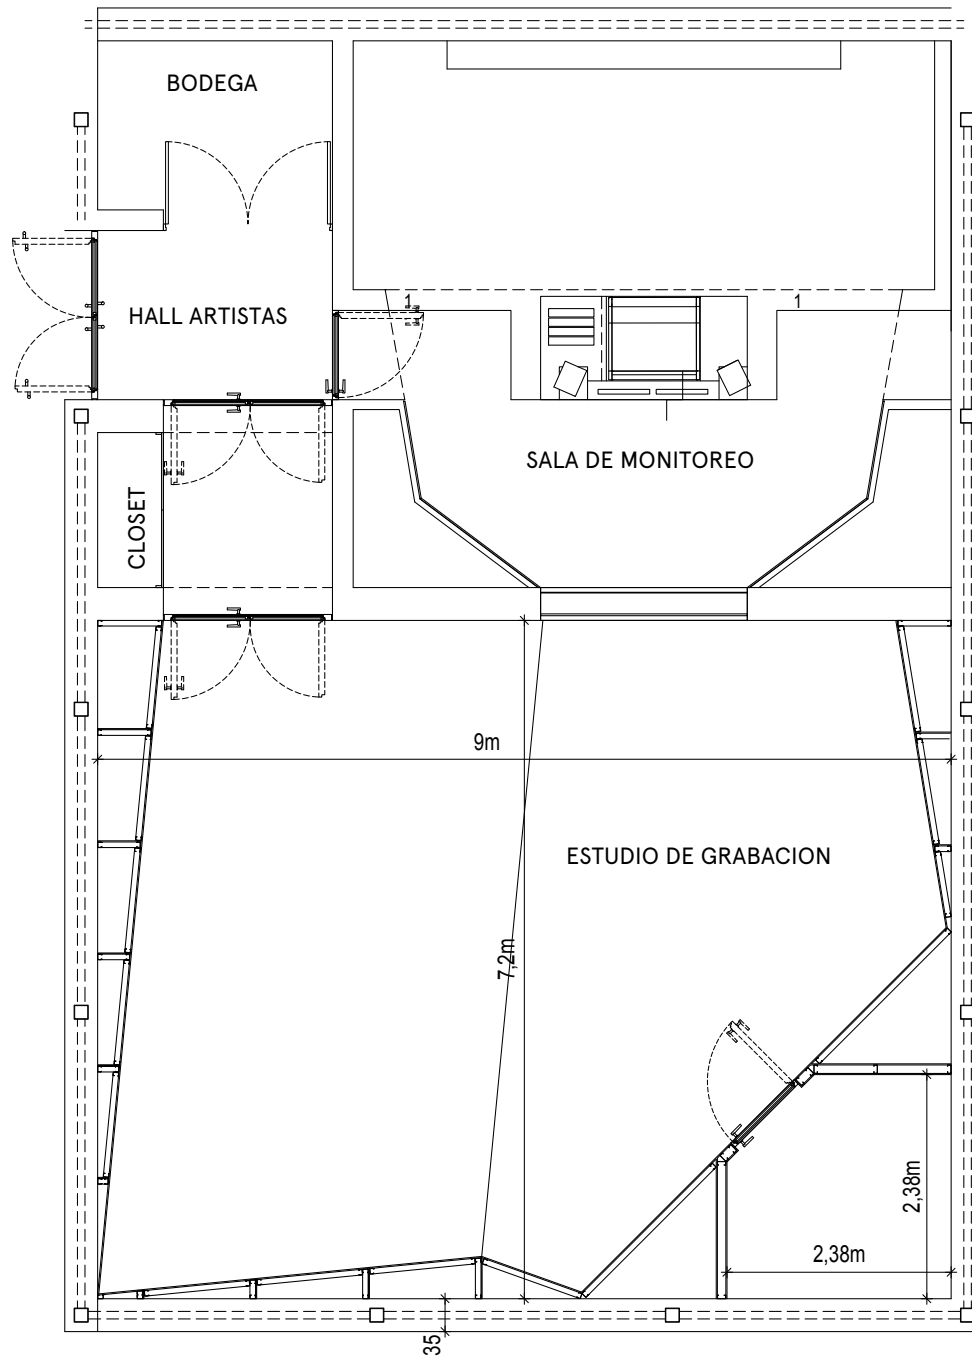 BODEGA
1
1
HALL ARTISTAS
SALA DE MONITOREO
CLOSET
9m
ESTUDIO DE GRABACION
7,2m
2,38m
2,38m
35